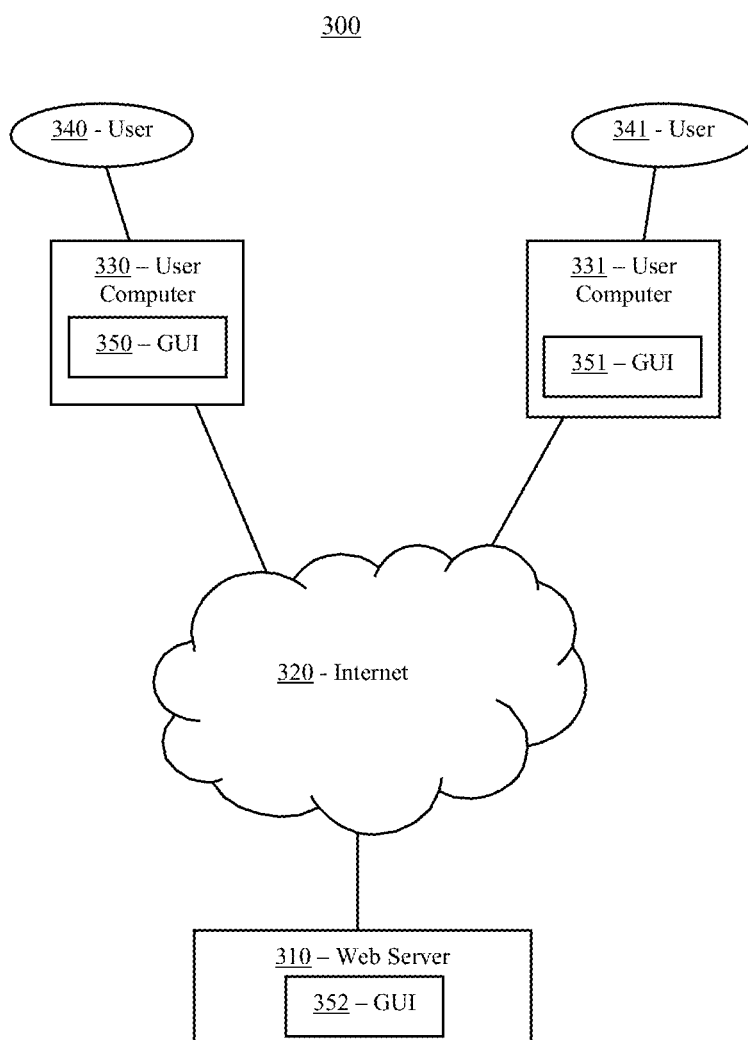 300
340 - User
341 - User
330 – User
Computer
350 – GUI
331 – User
Computer
351 – GUI
320 - Internet
310 – Web Server
352 – GUI